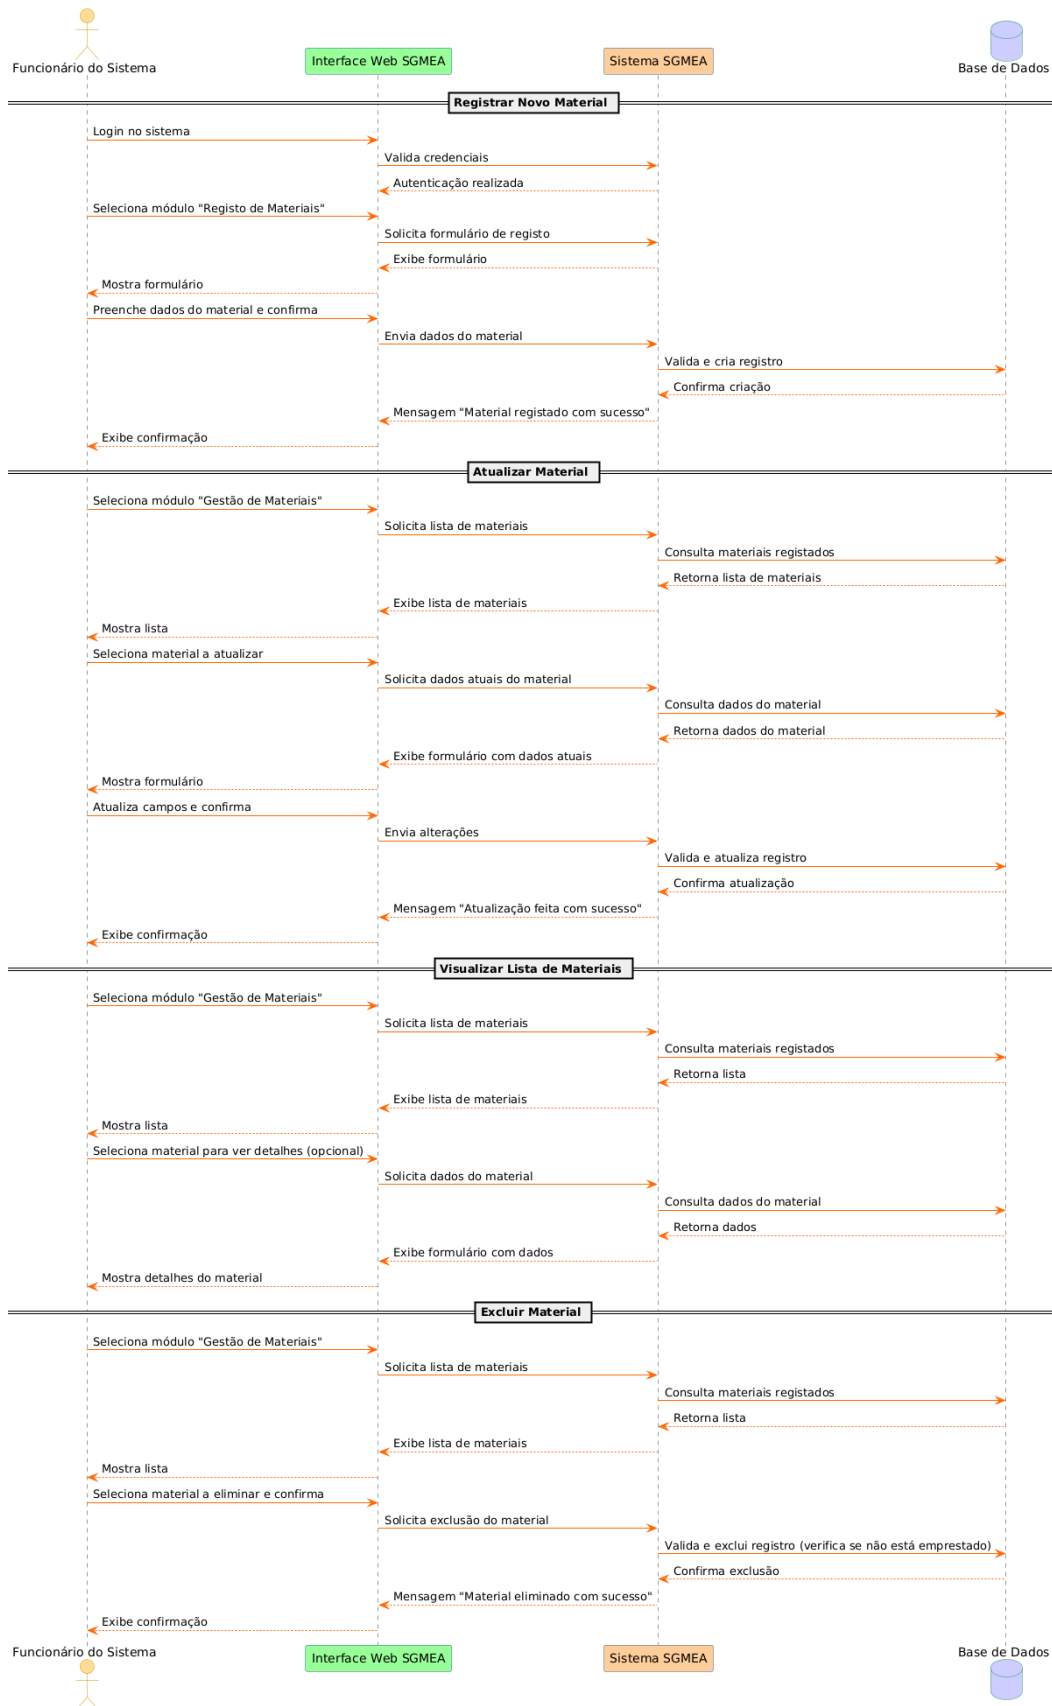 Funcionário do Sistema
Interface Web SGMEA
Sistema SGMEA
Base de Dados
Registrar Novo Material
Login no sistema
Valida credenciais
Autenticação realizada
Seleciona módulo "Registo de Materiais"
Solicita formulário de registo
Exibe formulário
Mostra formulário
Preenche dados do material e confirma
Envia dados do material
Valida e cria registro
Confirma criação
Mensagem "Material registado com sucesso"
Exibe confirmação
Atualizar Material
Seleciona módulo "Gestão de Materiais"
Solicita lista de materiais
Consulta materiais registados
Retorna lista de materiais
Exibe lista de materiais
Mostra lista
Seleciona material a atualizar
Solicita dados atuais do material
Consulta dados do material
Retorna dados do material
Exibe formulário com dados atuais
Mostra formulário
Atualiza campos e confirma
Envia alterações
Valida e atualiza registro
Confirma atualização
Mensagem "Atualização feita com sucesso"
Exibe confirmação
Visualizar Lista de Materiais
Seleciona módulo "Gestão de Materiais"
Solicita lista de materiais
Consulta materiais registados
Retorna lista
Exibe lista de materiais
Mostra lista
Seleciona material para ver detalhes (opcional)
Solicita dados do material
Consulta dados do material
Retorna dados
Exibe formulário com dados
Mostra detalhes do material
Excluir Material
Seleciona módulo "Gestão de Materiais"
Solicita lista de materiais
Consulta materiais registados
Retorna lista
Exibe lista de materiais
Mostra lista
Seleciona material a eliminar e confirma
Solicita exclusão do material
Valida e exclui registro (verifica se não está emprestado)
Confirma exclusão
Mensagem "Material eliminado com sucesso"
Exibe confirmação
Funcionário do Sistema
Interface Web SGMEA
Sistema SGMEA
Base de Dados